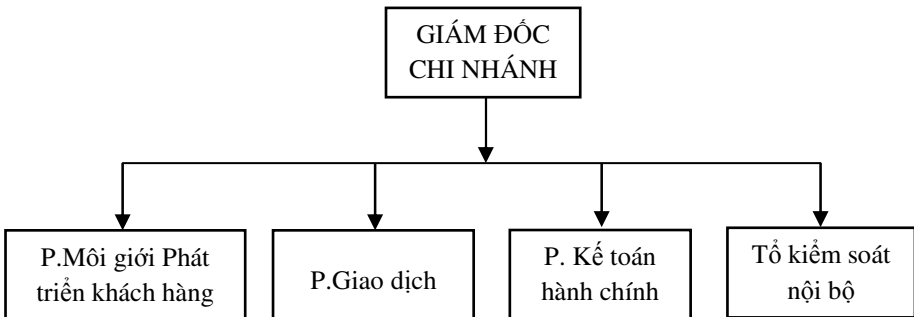 GIÁM ĐỐC
CHI NHÁNH
P.Môi giới Phát
triển khách hàng
P.Giao dịch
P. Kế toán
hành chính
Tổ kiểm soát
nội bộ